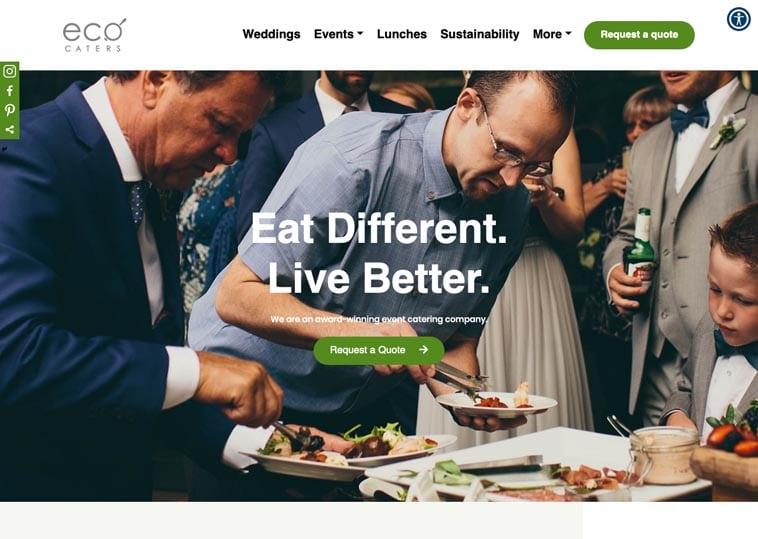 eco
CATERS
Weddings Events Lunches Sustainability More Request a quote
Eat Different.
Live Better.
We are an award-winning event catering company.
Request a Quote